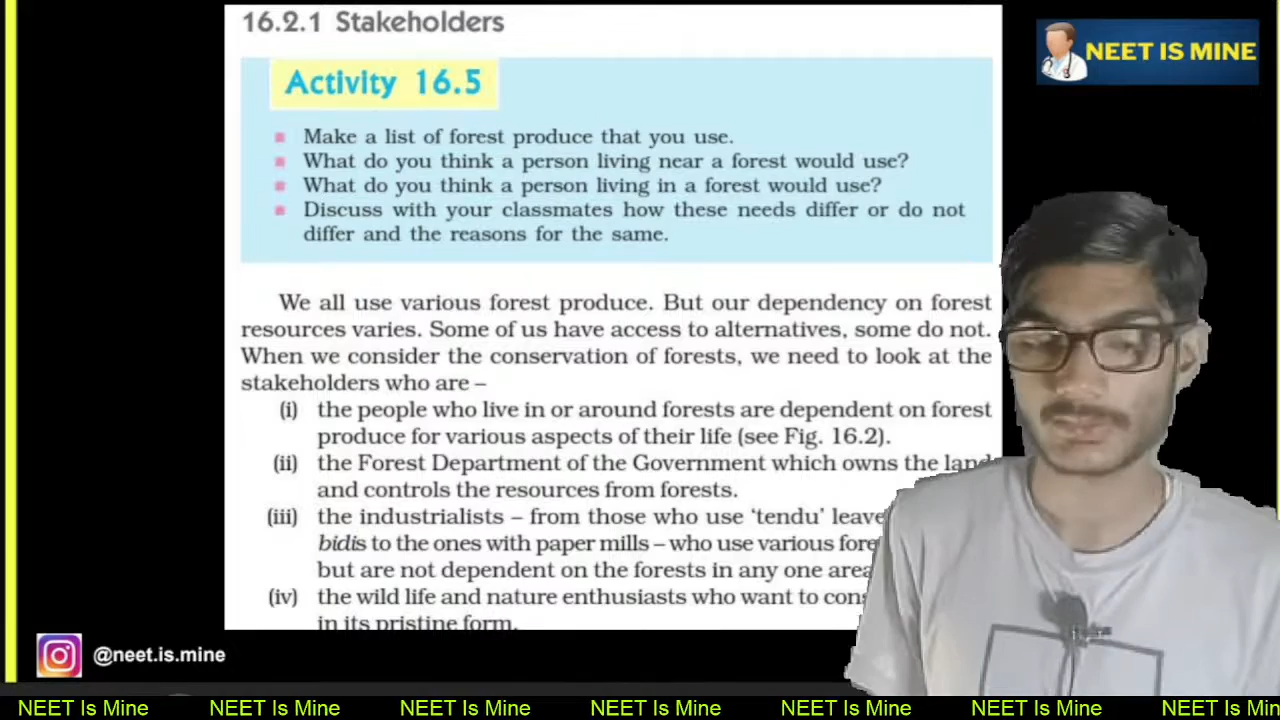 16.2.1 Stakeholders
NEET IS MINE
Activity 16.5
Make a list of forest produce that you use.
What do you think a person living near a forest would use?
What do you think a person living in a forest would use?
Discuss with your classmates how these needs differ or do not
differ and the reasons for the same.
We all use various forest produce. But our dependency on forest
resources varies. Some of us have access to alternatives, some do not.
When we consider the conservation of forests, we need to look at the
stakeholders who are –
(i) the people who live in or around forests are dependent on forest
produce for various aspects of their life (see Fig. 16.2).
(ii) the Forest Department of the Government which owns the land
and controls the resources from forests.
(iii) the industrialists – from those who use ‘tendu’
bidis to the ones with paper mills – who use various
but are not dependent on the forests in any one area
(iv) the wild life and nature enthusiasts who want to
in its pristine form.
@neet.is.mine
NEET Is Mine NEET Is Mine NEET Is Mine NEET Is Mine NEET Is Mine NEET Is Mine NEET Is